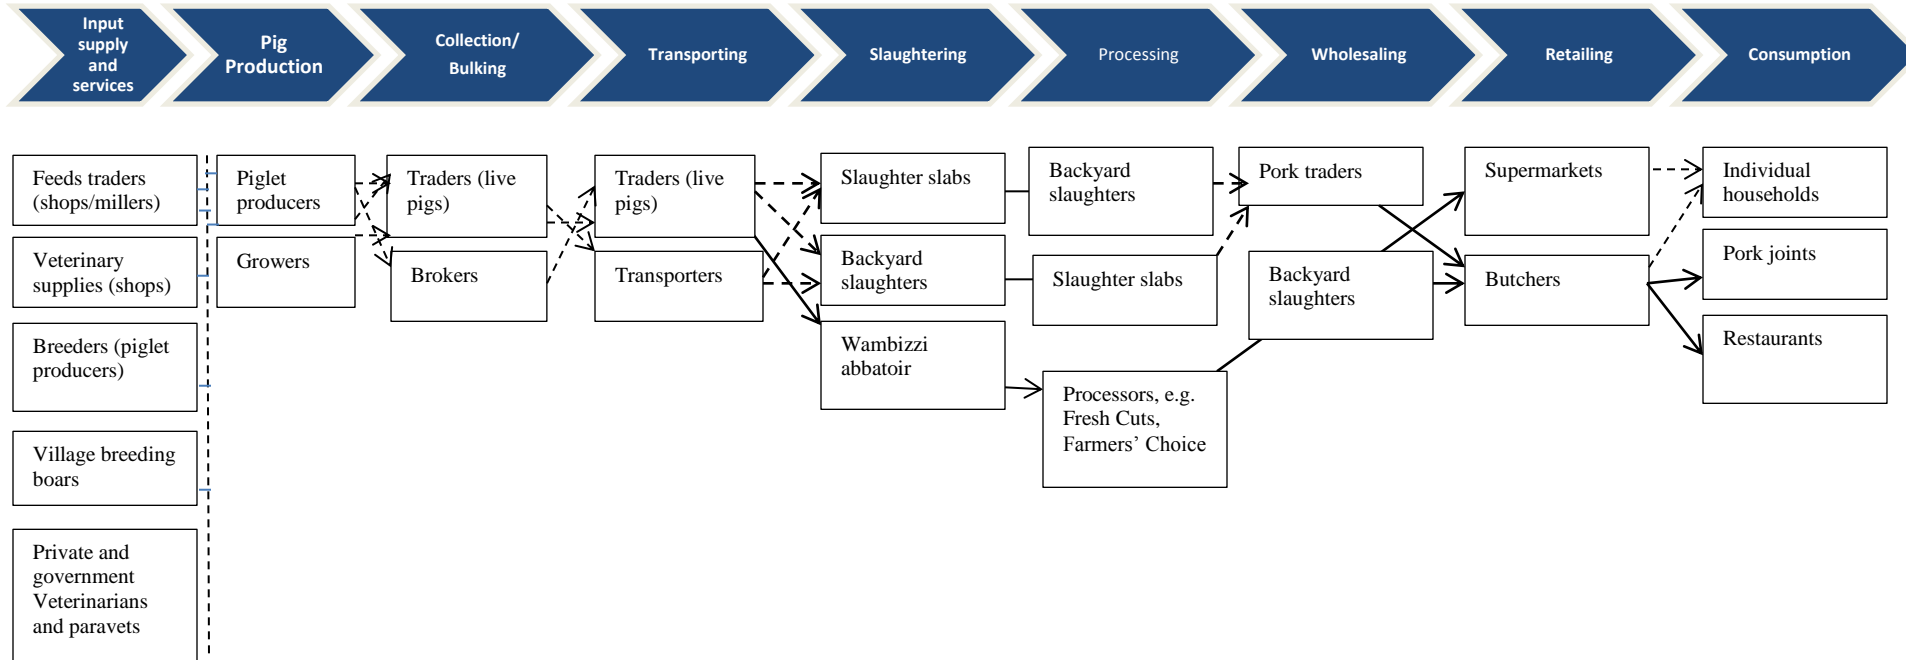 Input
supply
and
services
Pig
Production
Collection/
Bulking
Transporting
Slaughtering
Processing
Wholesaling
Retailing
Consumption
Feeds traders
(shops/millers)
Veterinary
supplies (shops)
Breeders (piglet
producers)
Village breeding
boars
Private and
government
Veterinarians
and paravets
Piglet
producers
Growers
Traders (live
pigs)
Brokers
Traders (live
pigs)
Transporters
Slaughter slabs
Backyard
slaughters
Wambizzi
abbatoir
Backyard
slaughters
Slaughter slabs
Processors, e.g.
Fresh Cuts,
Farmers’ Choice
Pork traders
Backyard
slaughters
Supermarkets
Butchers
Individual
households
Pork joints
Restaurants